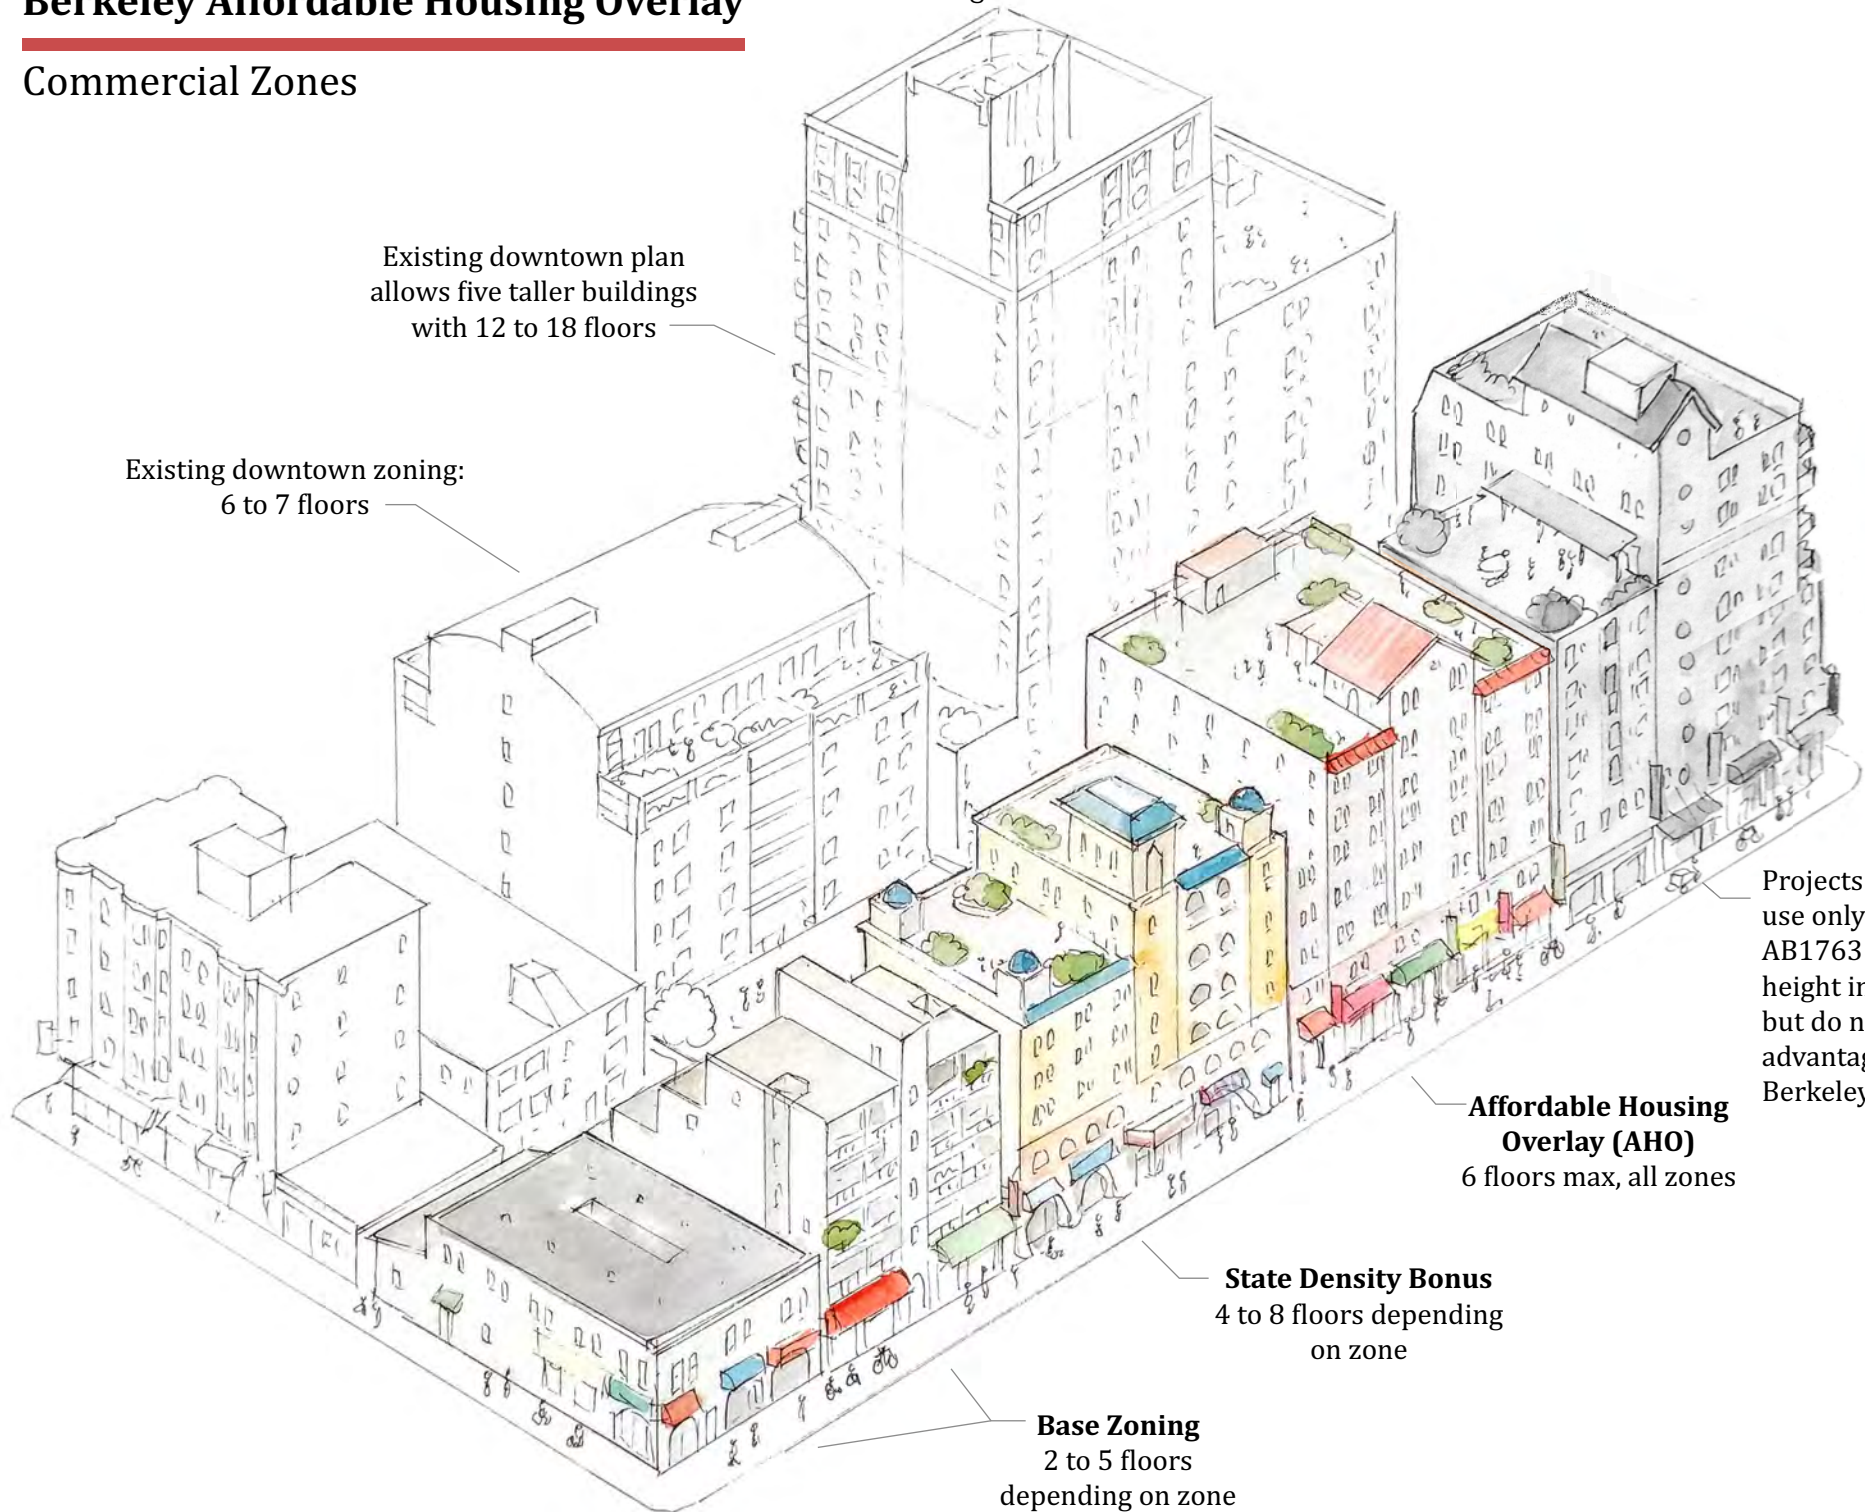 Berkeley Affordable Housing Overlay
Commercial Zones
Existing downtown plan
allows five taller buildings
with 12 to 18 floors
Existing downtown zoning:
6 to 7 floors
Projects
use only
AB1763
height in
but do n
advantag
Berkeley
Affordable Housing
Overlay (AHO)
6 floors max, all zones
State Density Bonus
4 to 8 floors depending
on zone
Base Zoning
2 to 5 floors
depending on zone